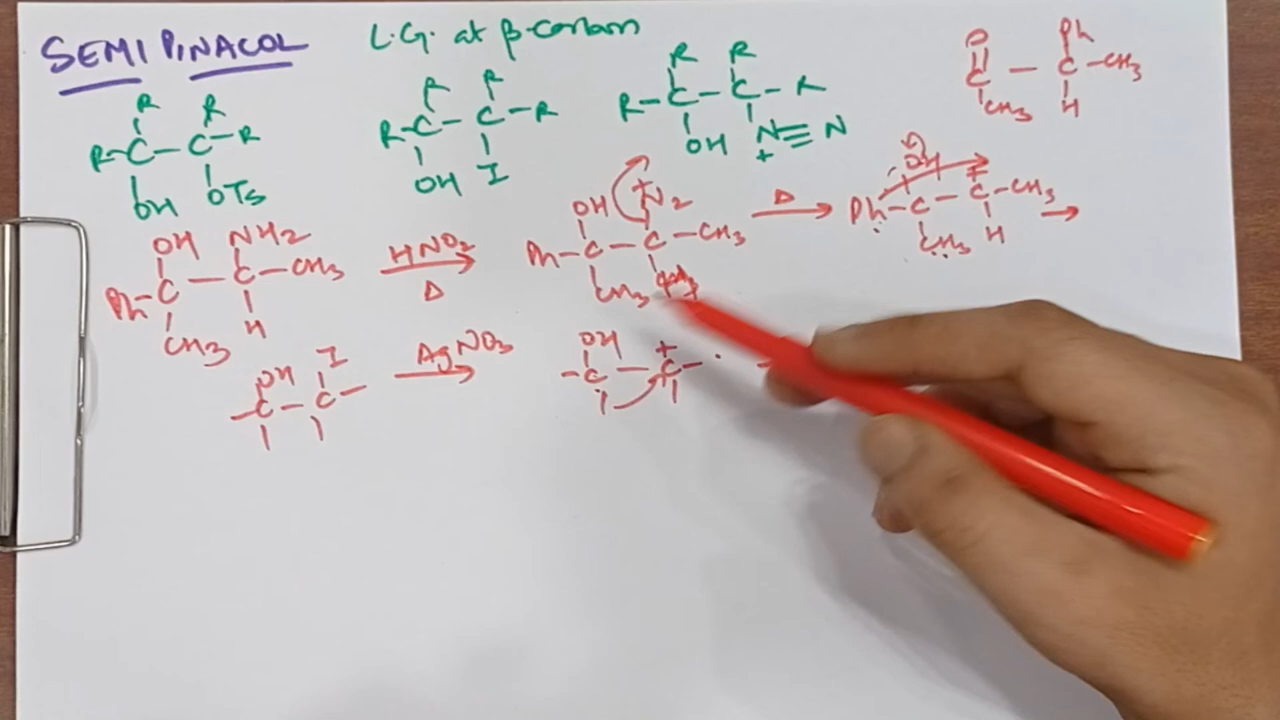 SEMI PINACOL L.G. at β-carbon
R R R R R R O Ph
R-C-C-R R-C-C-R R-C-C-R C-C-CH3
OH OTs OH I OH N≡N + CH3 H
OH NH2 HNO2 OH +N2 Δ OH +
Ph-C-C-CH3 Δ Ph-C-C-CH3 Ph-C-C-CH3
CH3 H CH3 CH3 H
OH I AgNO3 OH +
-C-C- -C-C-